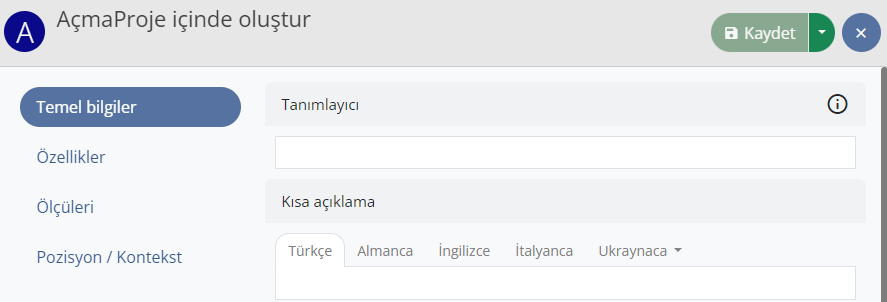 A
AçmaProje içinde oluştur
Kaydet
Temel bilgiler
Özellikler
Ölçüleri
Pozisyon / Kontekst
Tanımlayıcı
Kısa açıklama
Türkçe Almanca İngilizce İtalyanca Ukraynaca